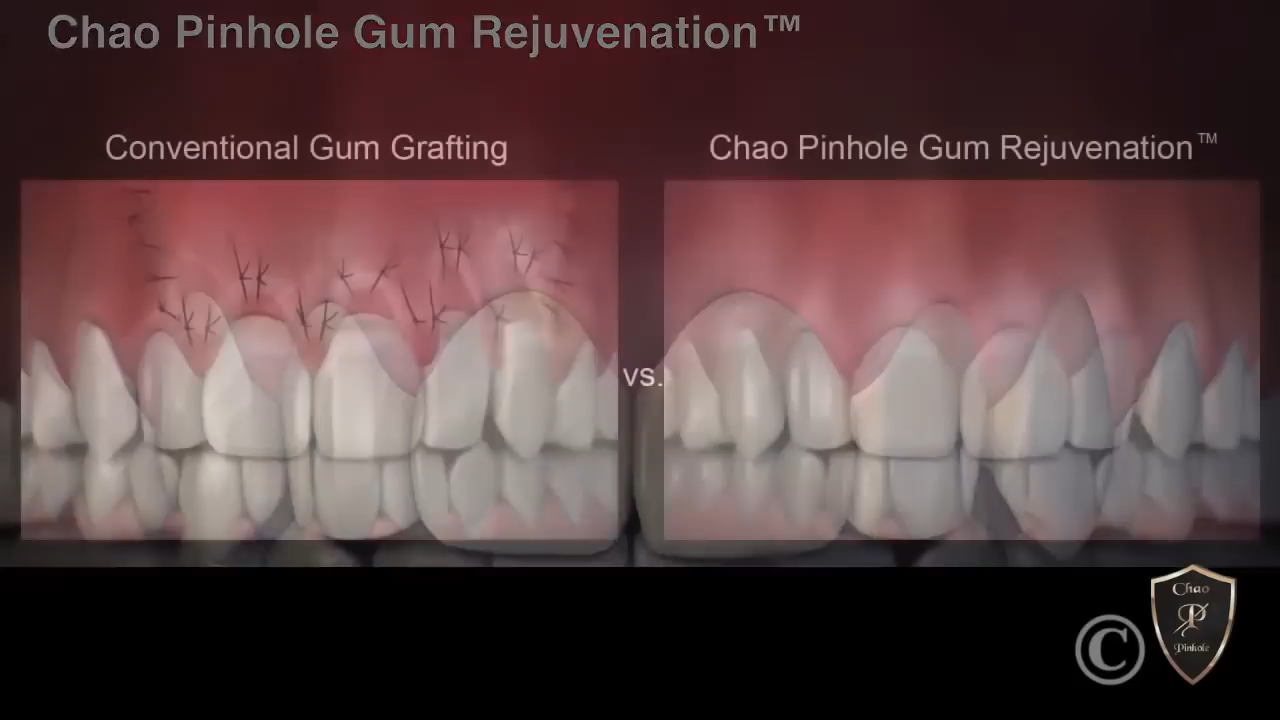 Chao Pinhole Gum Rejuvenation™
Conventional Gum Grafting
Chao Pinhole Gum Rejuvenation™
vs.
©
Chao
P
Pinhole